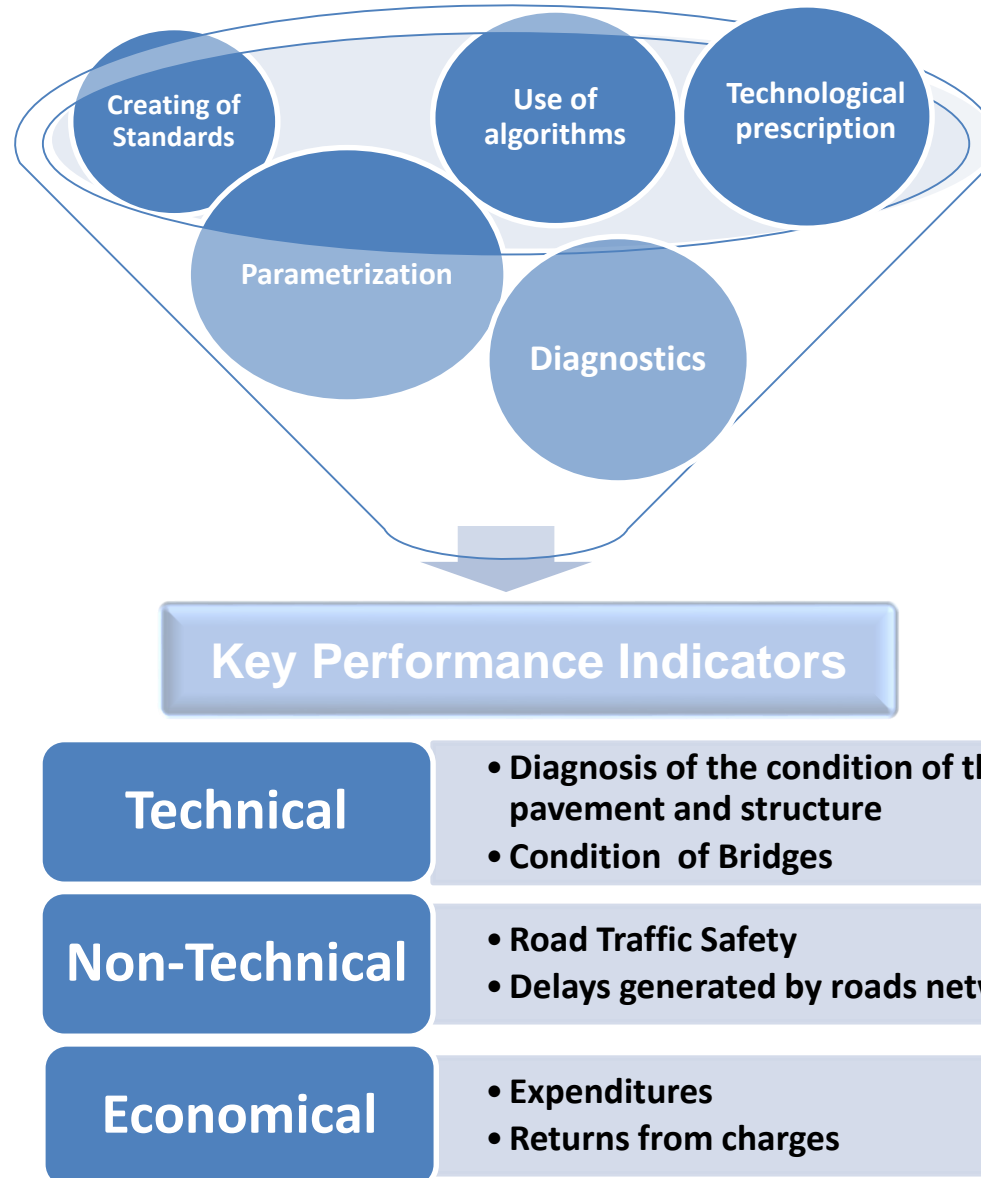 Creating of
Standards
Use of
algorithms
Technological
prescription
Parametrization
Diagnostics
Key Performance Indicators
Technical
• Diagnosis of the condition of
pavement and structure
• Condition of Bridges
Non-Technical
• Road Traffic Safety
• Delays generated by roads
Economical
• Expenditures
• Returns from charges